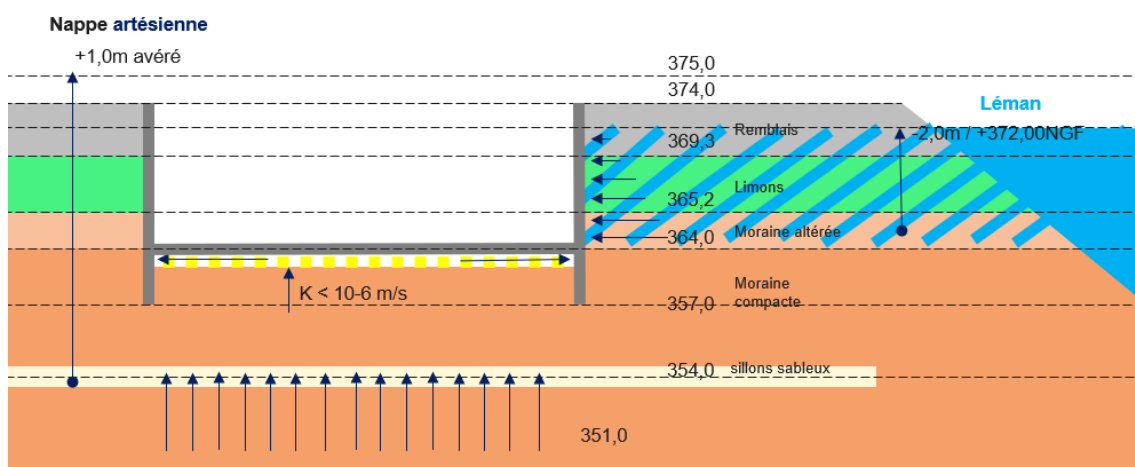 Nappe artésienne
+1,0m avéré
375,0
374,0
Léman
Remblais
-2,0m / +372,00NGF
369,3
Limons
365,2
Moraine altérée
364,0
Moraine
compacte
K < 10-6 m/s
357,0
354,0
sillons sableux
351,0